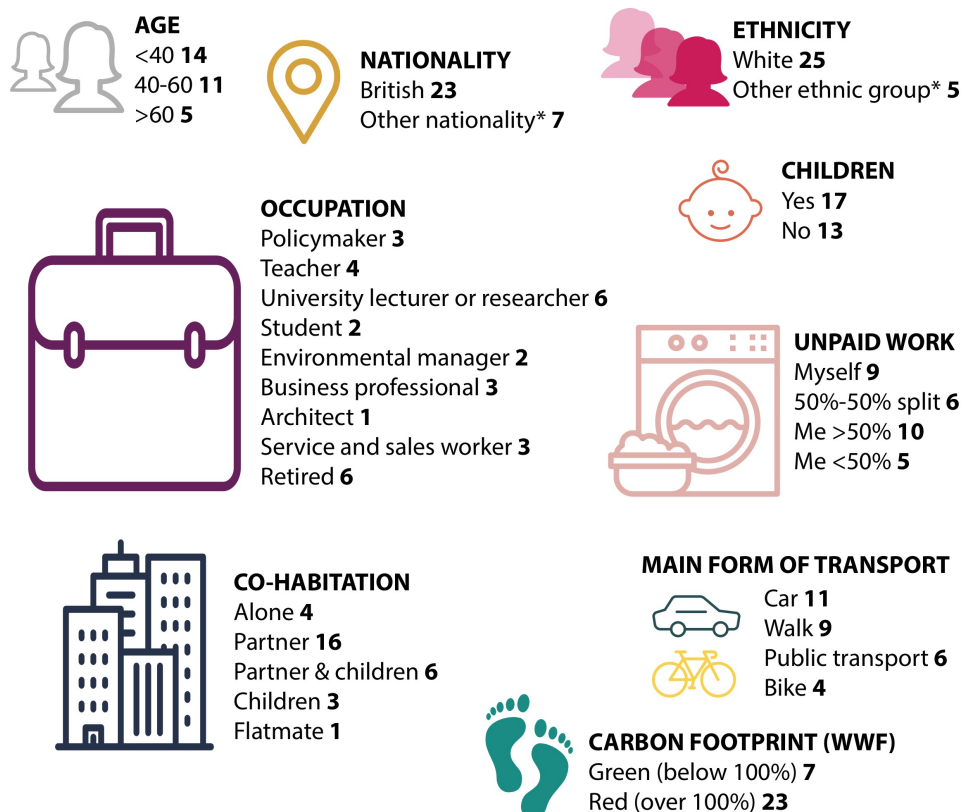 AGE
<40 14
40-60 11
>60 5
NATIONALITY
British 23
Other nationality* 7
ETHNICITY
White 25
Other ethnic group* 5
CHILDREN
Yes 17
No 13
OCCUPATION
Policymaker 3
Teacher 4
University lecturer or researcher 6
Student 2
Environmental manager 2
Business professional 3
Architect 1
Service and sales worker 3
Retired 6
UNPAID WORK
Myself 9
50%-50% split 6
Me >50% 10
Me <50% 5
CO-HABITATION
Alone 4
Partner 16
Partner & children 6
Children 3
Flatmate 1
MAIN FORM OF TRANSPORT
Car 11
Walk 9
Public transport 6
Bike 4
CARBON FOOTPRINT (WWF)
Green (below 100%) 7
Red (over 100%) 23